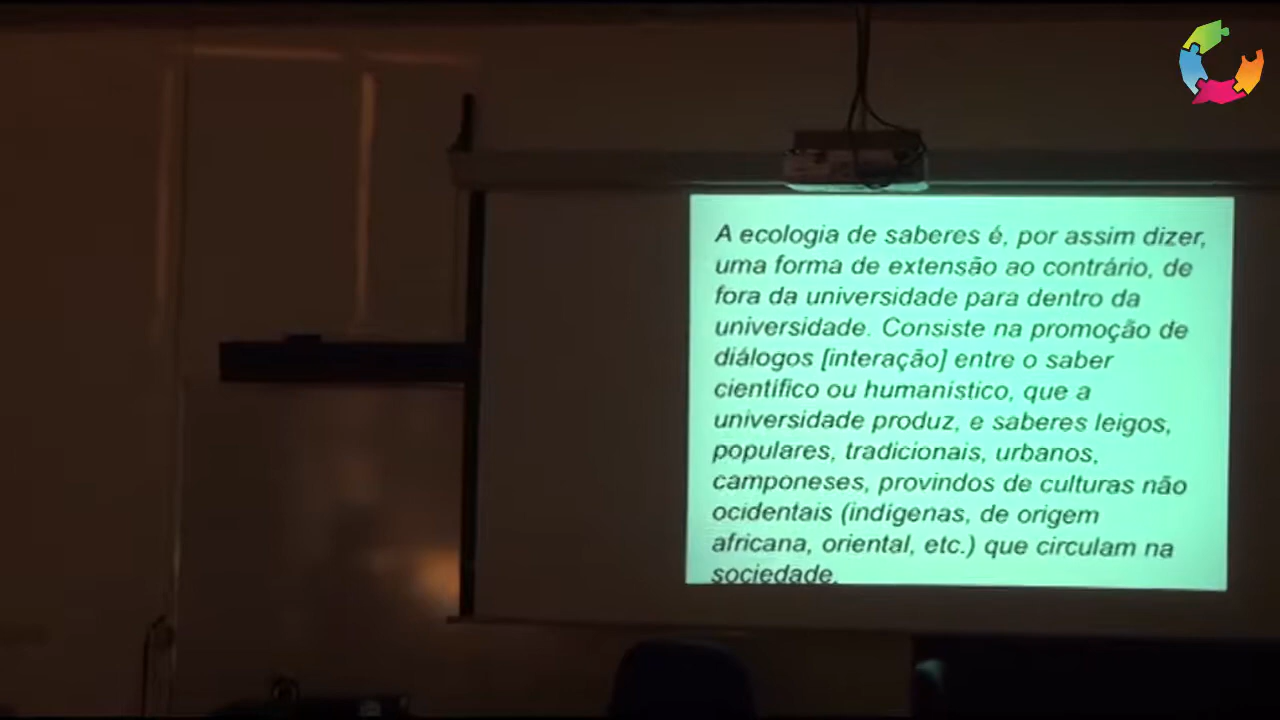 A ecologia de saberes é, por assim dizer,
uma forma de extensão ao contrário, de
fora da universidade para dentro da
universidade. Consiste na promoção de
diálogos [interação] entre o saber
científico ou humanístico, que a
universidade produz, e saberes leigos,
populares, tradicionais, urbanos,
camponeses, provindos de culturas não
ocidentais (indígenas, de origem
africana, oriental, etc.) que circulam na
sociedade.